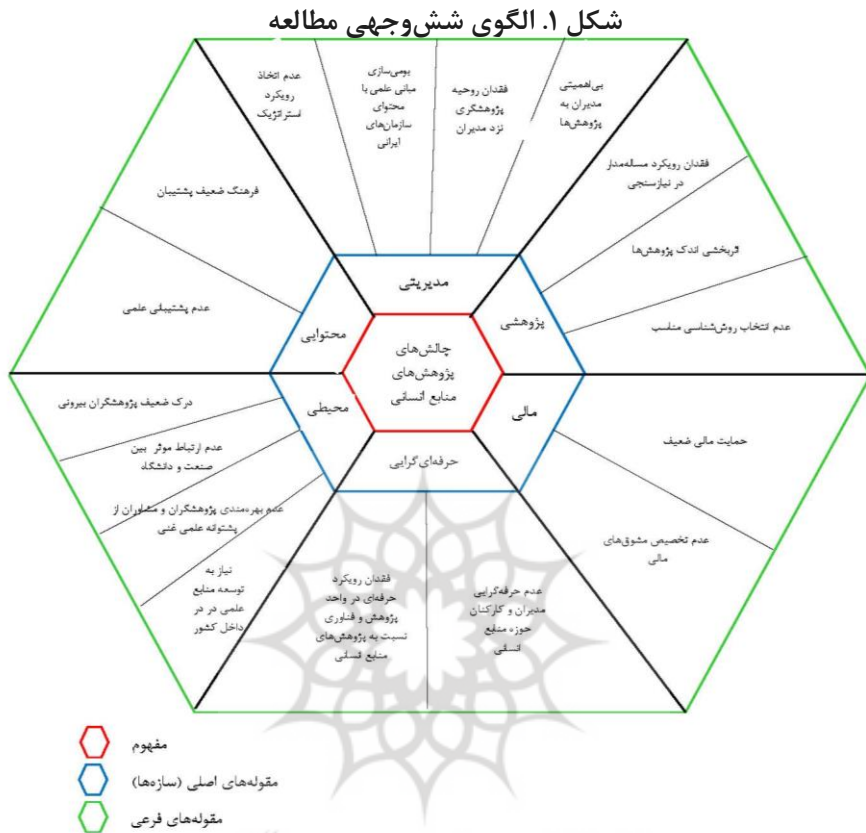 شکل ۱. الگوی شش‌وجهی مطالعه
عدم اتخاذ
رویکرد
استراتژیک
بومی‌سازی
مبانی علمی با
محتوای
سازمان‌های
ایرانی
فقدان روحیه
پژوهشگری
نزد مدیران
بی‌اهمیتی
مدیران به
پژوهش‌ها
فقدان رویکرد مساله‌مدار
در نیازسنجی
اثربخشی اندک پژوهش‌ها
عدم انتخاب روش‌شناسی مناسب
فرهنگ ضعیف پشتیبان
عدم پشتیبانی علمی
مدیریتی
پژوهشی
محتوایی
چالش‌های
پژوهش‌های
منابع انسانی
محیطی
مالی
حرفه‌ای‌گرایی
درک ضعیف پژوهشگران بیرونی
عدم ارتباط موثر بین
صنعت و دانشگاه
عدم بهره‌مندی پژوهشگران و مشاوران از
پشتوانه علمی غنی
نیاز به
توسعه منابع
علمی در در
داخل کشور
حمایت مالی ضعیف
عدم تخصیص مشوق‌های
مالی
فقدان رویکرد
حرفه‌ای در واحد
پژوهش و فناوری
نسبت به پژوهش‌های
منابع انسانی
عدم حرفه‌گرایی
مدیران و کارکنان
حوزه منابع
انسانی
مفهوم
مقوله‌های اصلی (سازه‌ها)
مقوله‌های فرعی